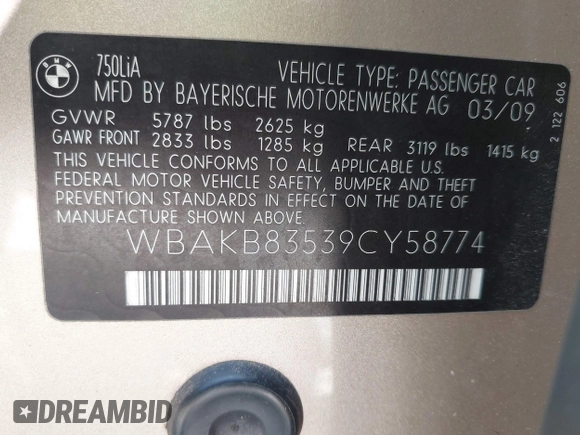 BMW
750LiA VEHICLE TYPE: PASSENGER CAR
MFD BY BAYERISCHE MOTORENWERKE AG 03/09
GVWR 5787 lbs 2625 kg
GAWR FRONT 2833 lbs 1285 kg REAR 3119 lbs 1415 kg
THIS VEHICLE CONFORMS TO ALL APPLICABLE U.S.
FEDERAL MOTOR VEHICLE SAFETY, BUMPER AND THEFT
PREVENTION STANDARDS IN EFFECT ON THE DATE OF
MANUFACTURE SHOWN ABOVE.
WBAKB83539CY58774
2 122 606
DREAMBID